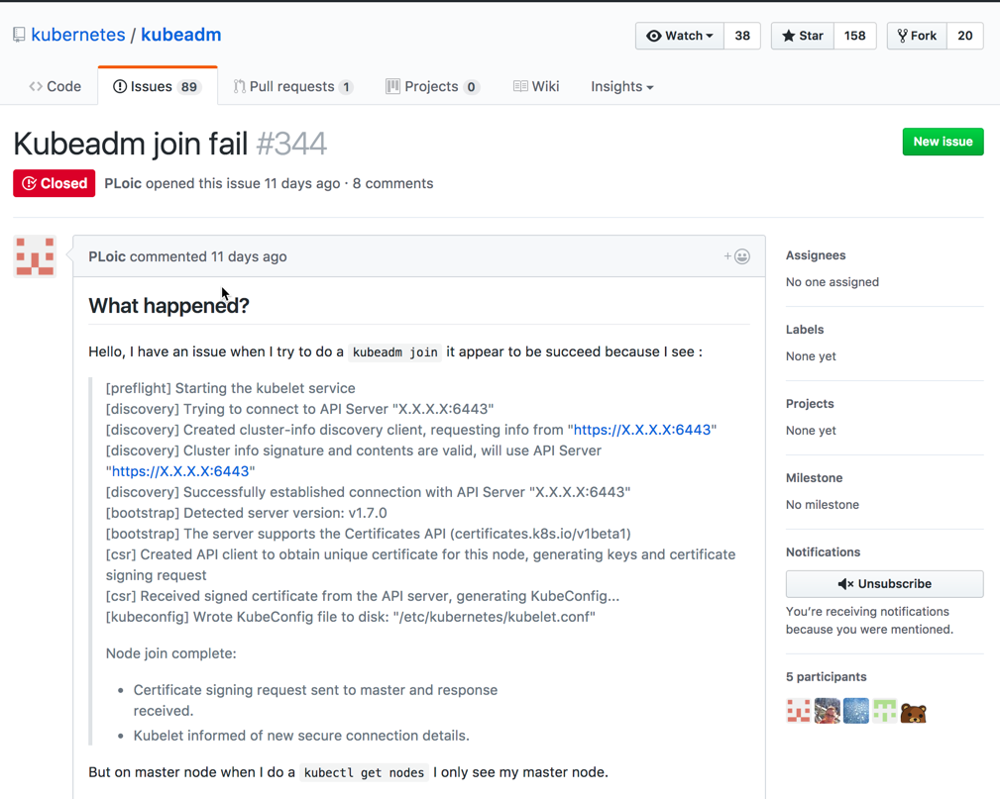 kubernetes / kubeadm
Watch 38
Star 158
Fork 20
<> Code
Issues 89
Pull requests 1
Projects 0
Wiki
Insights
Kubeadm join fail #344
New issue
Closed
PLoic opened this issue 11 days ago · 8 comments
PLoic commented 11 days ago
+
What happened?
Hello, I have an issue when I try to do a kubeadm join it appear to be succeed because I see :
[preflight] Starting the kubelet service
[discovery] Trying to connect to API Server "X.X.X.X:6443"
[discovery] Created cluster-info discovery client, requesting info from "https://X.X.X.X:6443"
[discovery] Cluster info signature and contents are valid, will use API Server
"https://X.X.X.X:6443"
[discovery] Successfully established connection with API Server "X.X.X.X:6443"
[bootstrap] Detected server version: v1.7.0
[bootstrap] The server supports the Certificates API (certificates.k8s.io/v1beta1)
[csr] Created API client to obtain unique certificate for this node, generating keys and certificate
signing request
[csr] Received signed certificate from the API server, generating KubeConfig...
[kubeconfig] Wrote KubeConfig file to disk: "/etc/kubernetes/kubelet.conf"
Node join complete:
• Certificate signing request sent to master and response
received.
• Kubelet informed of new secure connection details.
But on master node when I do a kubectl get nodes I only see my master node.
Assignees
No one assigned
Labels
None yet
Projects
None yet
Milestone
No milestone
Notifications
Unsubscribe
You're receiving notifications
because you were mentioned.
5 participants